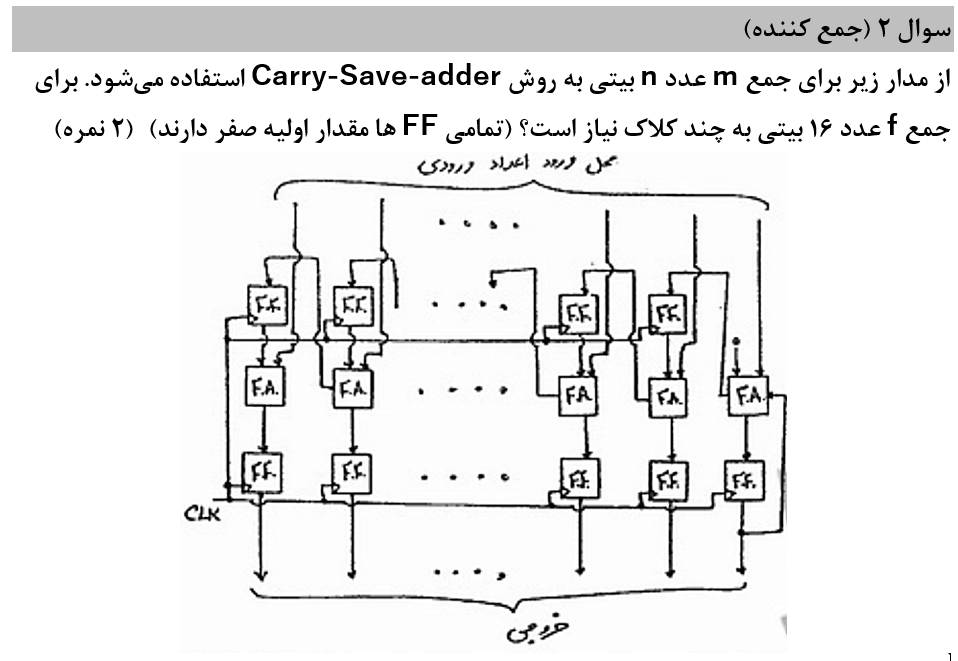 سوال ۲ (جمع کننده)
از مدار زیر برای جمع m عدد n بیتی به روش Carry-Save-adder استفاده می‌شود. برای
جمع f عدد ۱۶ بیتی به چند کلاک نیاز است؟ (تمامی FF ها مقدار اولیه صفر دارند) (۲ نمره)
محل ورود اعداد ورودی
F.F. F.F. F.F. F.F.
F.A. F.A. F.A. F.A. F.A.
F.F. F.F. F.F. F.F. F.F.
CLK
خروجی
1